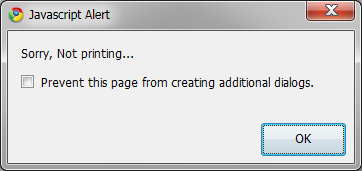 Javascript Alert
Sorry, Not printing...
Prevent this page from creating additional dialogs.
OK